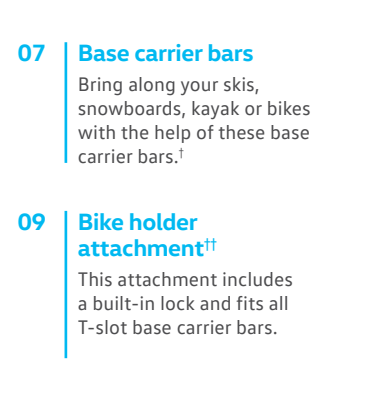 07 Base carrier bars
Bring along your skis,
snowboards, kayak or bikes
with the help of these base
carrier bars.†
09 Bike holder
attachment††
This attachment includes
a built-in lock and fits all
T-slot base carrier bars.